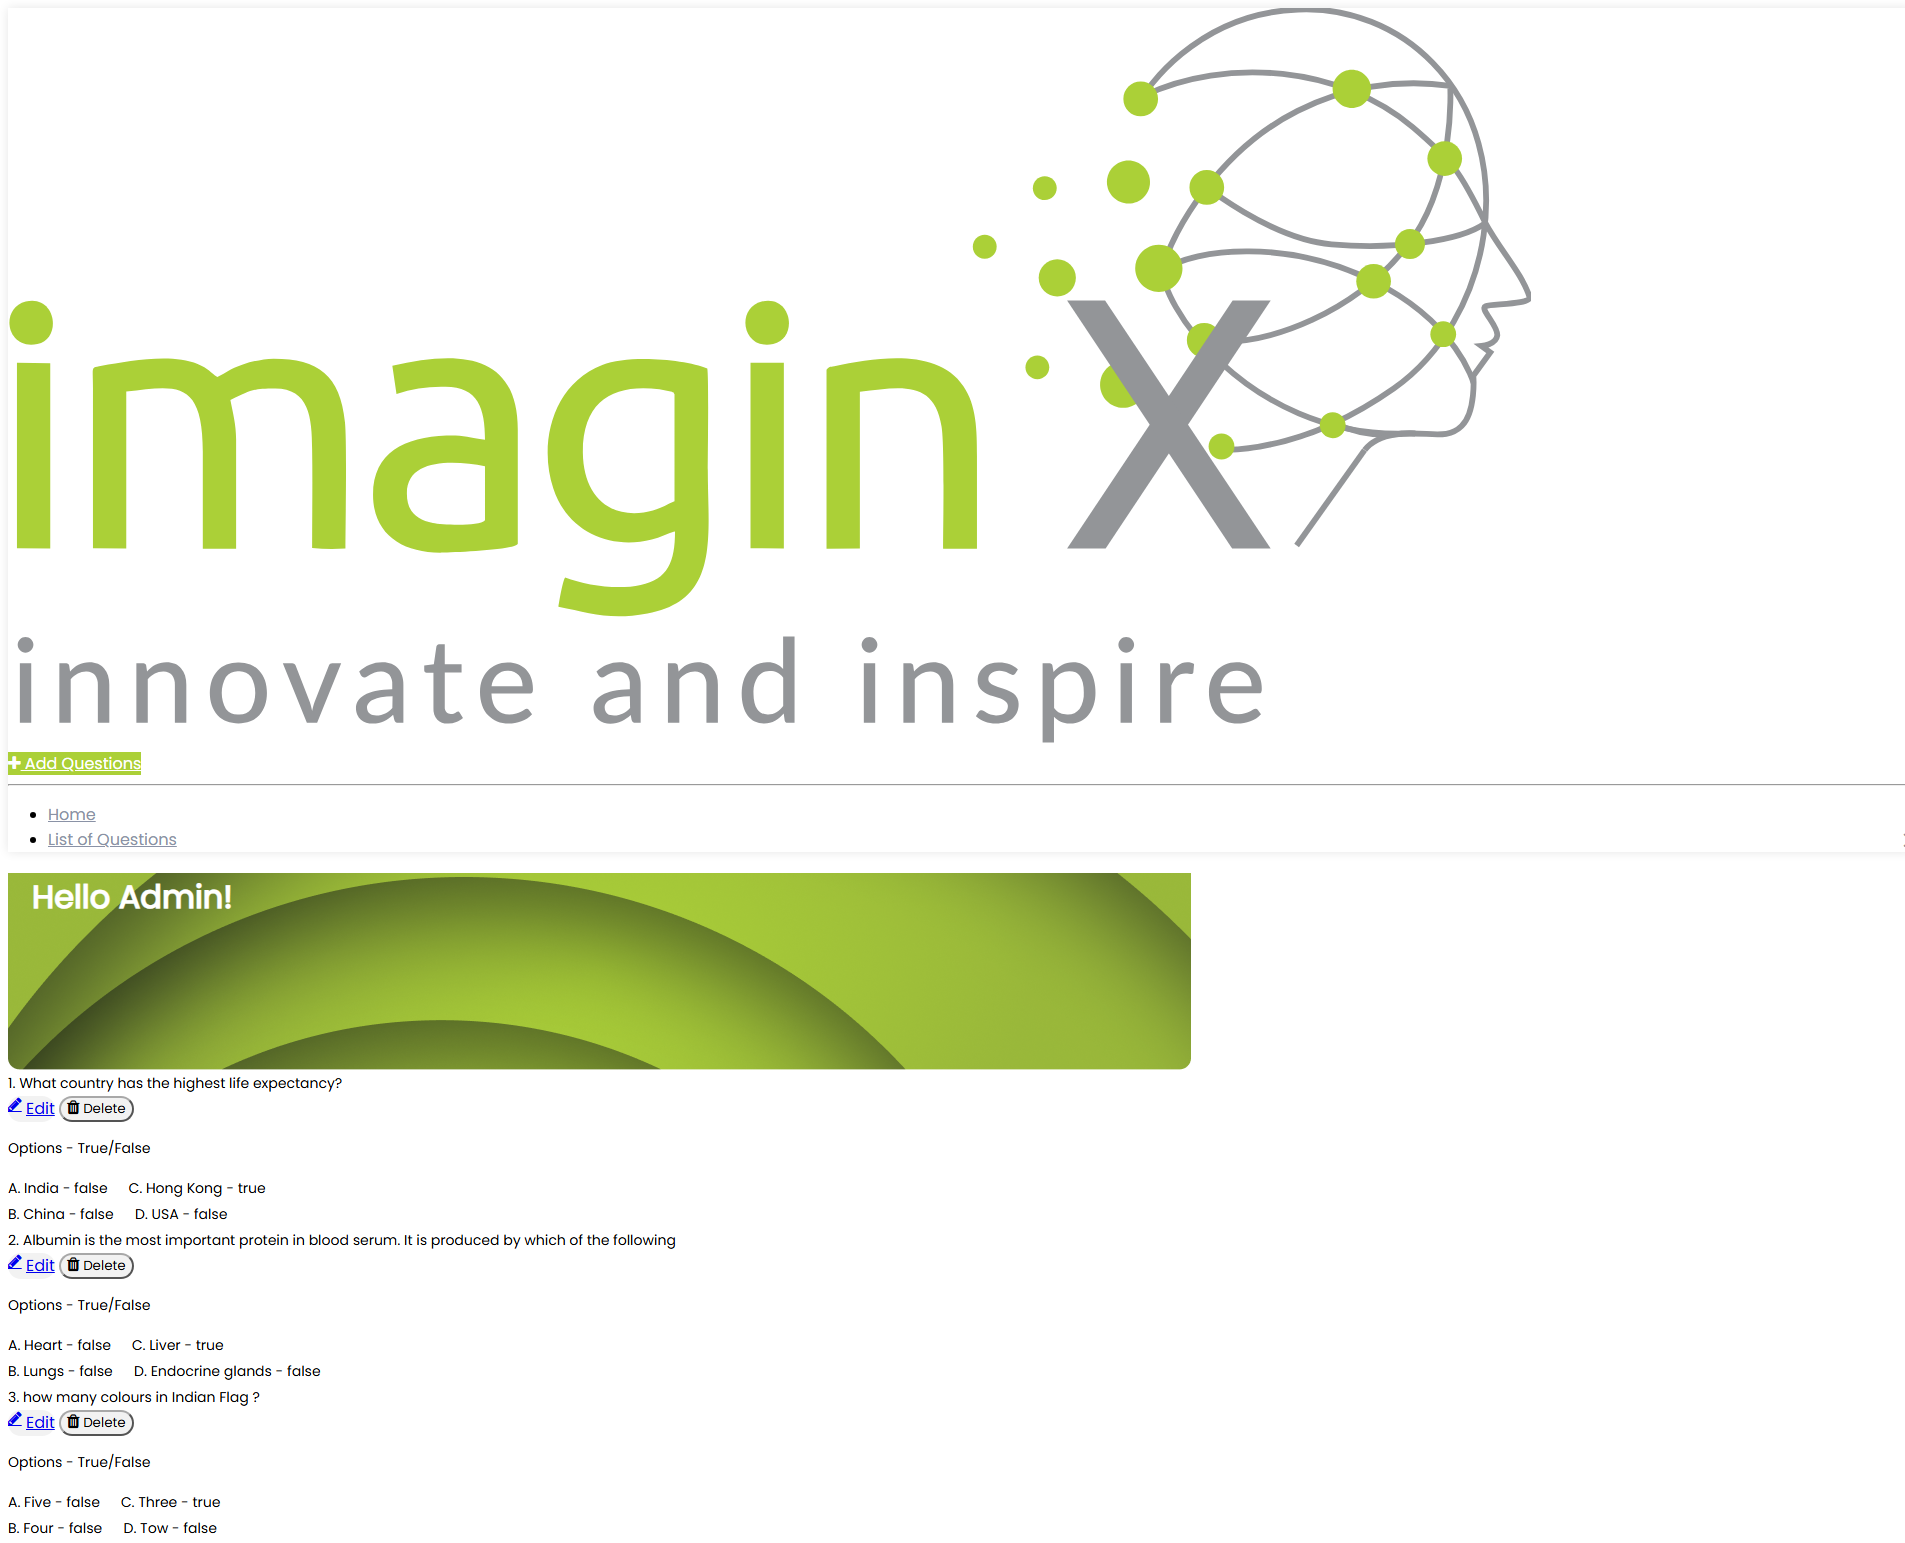 imagin X
innovate and inspire
Add Questions
Home
List of Questions
Hello Admin!
1. What country has the highest life expectancy?
Edit Delete
Options - True/False
A. India - false C. Hong Kong - true
B. China - false D. USA - false
2. Albumin is the most important protein in blood serum. It is produced by which of the following
Edit Delete
Options - True/False
A. Heart - false C. Liver - true
B. Lungs - false D. Endocrine glands - false
3. how many colours in Indian Flag ?
Edit Delete
Options - True/False
A. Five - false C. Three - true
B. Four - false D. Tow - false